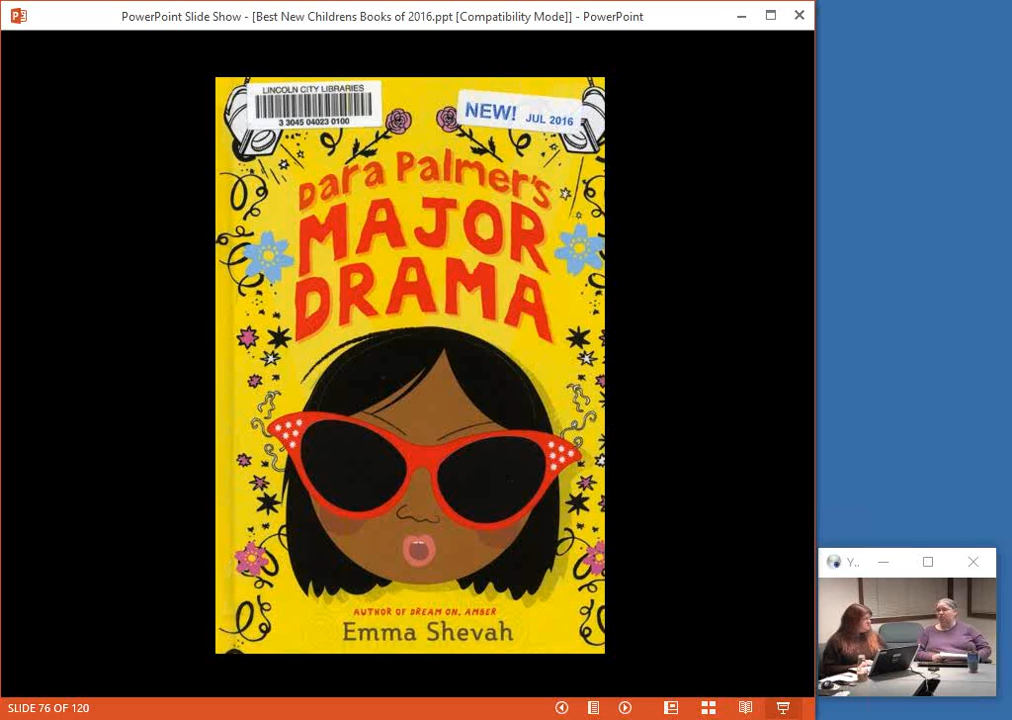 PowerPoint Slide Show - [Best New Childrens Books of 2016.ppt [Compatibility Mode]] - PowerPoint
LINCOLN CITY LIBRARIES
3 3045 04023 0100
NEW! JUL 2016
Dara Palmer's
MAJOR
DRAMA
AUTHOR OF DREAM ON, AMBER
Emma Shevah
Y..
SLIDE 76 OF 120